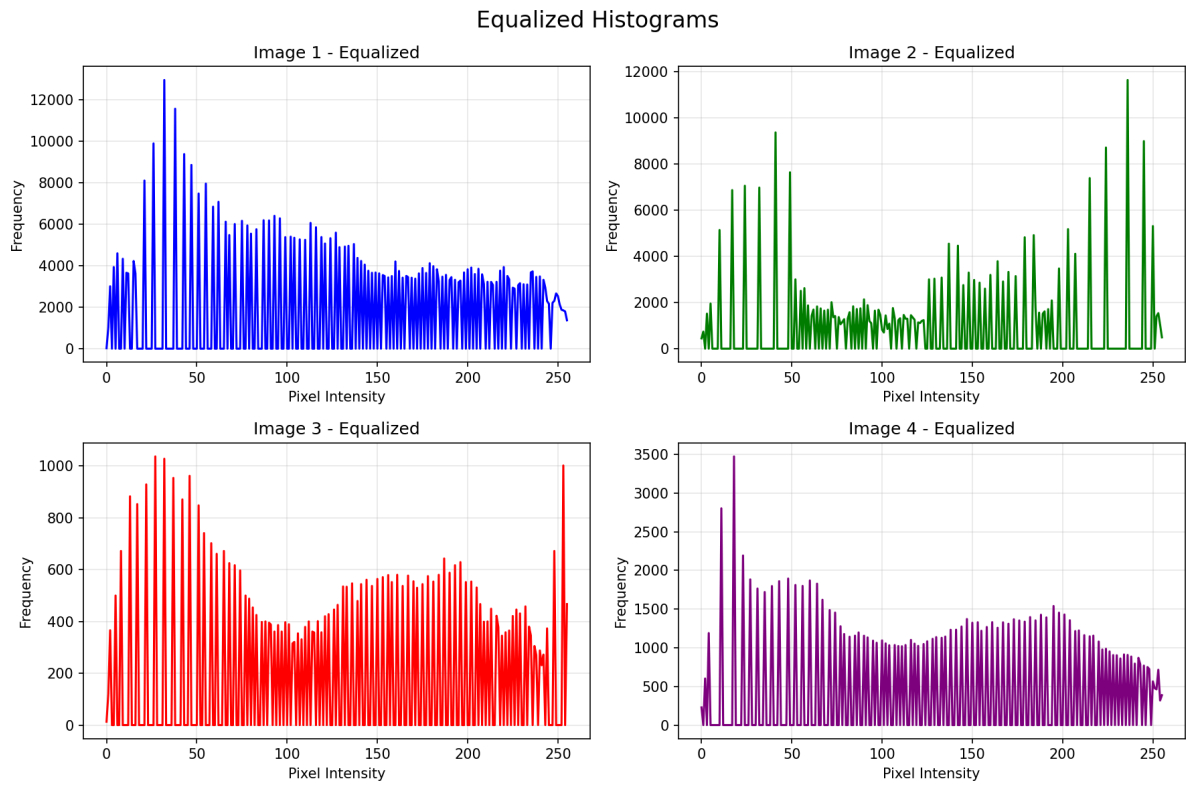 Equalized Histograms
Image 1 - Equalized
Frequency
12000
10000
8000
6000
4000
2000
0
0 50 100 150 200 250
Pixel Intensity
Image 2 - Equalized
Frequency
12000
10000
8000
6000
4000
2000
0
0 50 100 150 200 250
Pixel Intensity
Image 3 - Equalized
Frequency
1000
800
600
400
200
0
0 50 100 150 200 250
Pixel Intensity
Image 4 - Equalized
Frequency
3500
3000
2500
2000
1500
1000
500
0
0 50 100 150 200 250
Pixel Intensity